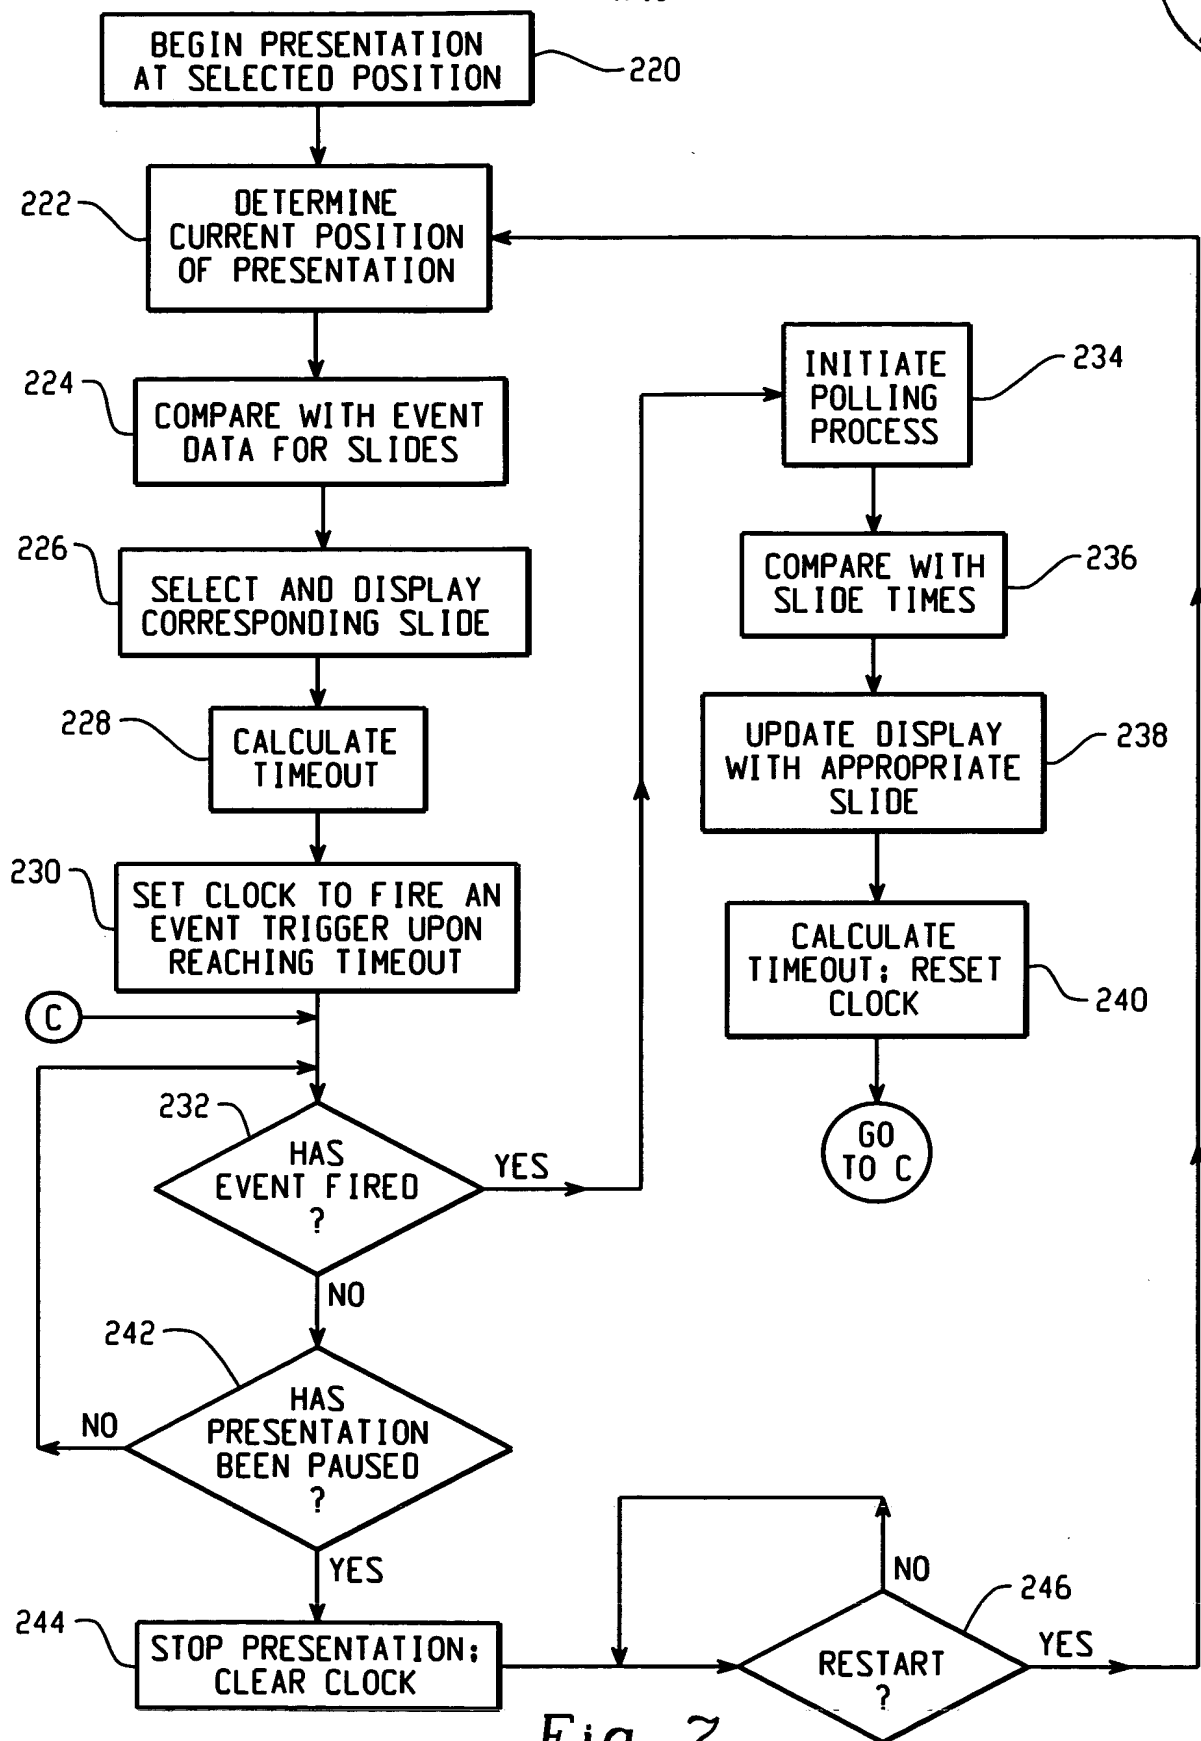 BEGIN PRESENTATION
AT SELECTED POSITION
220
222
DETERMINE
CURRENT POSITION
OF PRESENTATION
224
COMPARE WITH EVENT
DATA FOR SLIDES
226
SELECT AND DISPLAY
CORRESPONDING SLIDE
228
CALCULATE
TIMEOUT
230
SET CLOCK TO FIRE AN
EVENT TRIGGER UPON
REACHING TIMEOUT
C
232
HAS
EVENT FIRED
?
YES
NO
234
INITIATE
POLLING
PROCESS
236
COMPARE WITH
SLIDE TIMES
238
UPDATE DISPLAY
WITH APPROPRIATE
SLIDE
240
CALCULATE
TIMEOUT; RESET
CLOCK
GO
TO C
242
HAS
PRESENTATION
BEEN PAUSED
?
NO
YES
244
STOP PRESENTATION;
CLEAR CLOCK
246
RESTART
?
NO
YES
Fig. 7